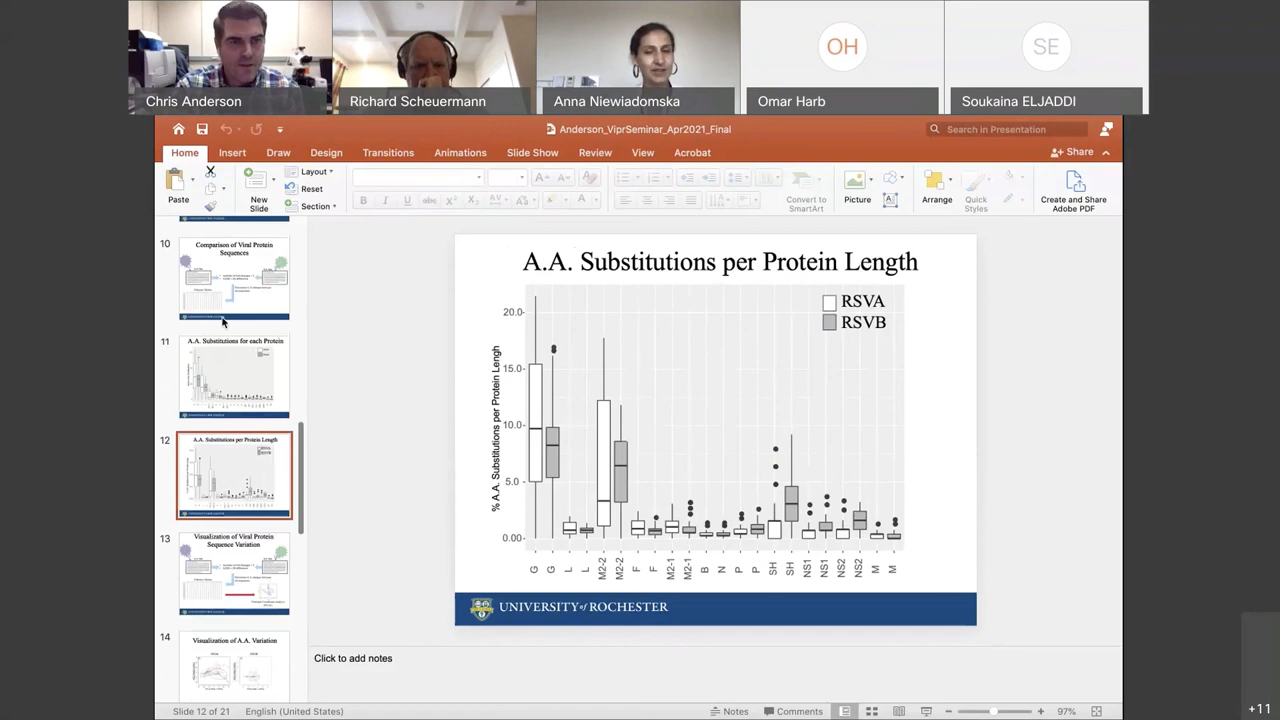 OH
SE
Chris Anderson
Richard Scheuermann
Anna Niewiadomska
Omar Harb
Soukaina ELJADDI
Anderson_ViprSeminar_Apr2021_Final
Search in Presentation
Home Insert Draw Design Transitions Animations Slide Show Review View Acrobat
Share
Paste
New
Slide
Layout
Reset
Section
Convert to
SmartArt
Picture
Arrange
Quick
Styles
Create and Share
Adobe PDF
10
Comparison of Viral Protein
Sequences
11
A.A. Substitutions for each Protein
12
A.A. Substitutions per Protein Length
13
Visualization of Viral Protein
Sequence Variation
14
Visualization of A.A. Variation
A.A. Substitutions per Protein Length
RSVA
RSVB
% A.A. Substitutions per Protein Lengh
20.0
15.0
10.0
5.0
0.00
G G L L M2-2 M2-2 F F M2-1 M2-1 N N P P SH SH NS1 NS1 NS2 NS2 M M
UNIVERSITY of ROCHESTER
Click to add notes
Slide 12 of 21
English (United States)
Notes
Comments
97%
+11